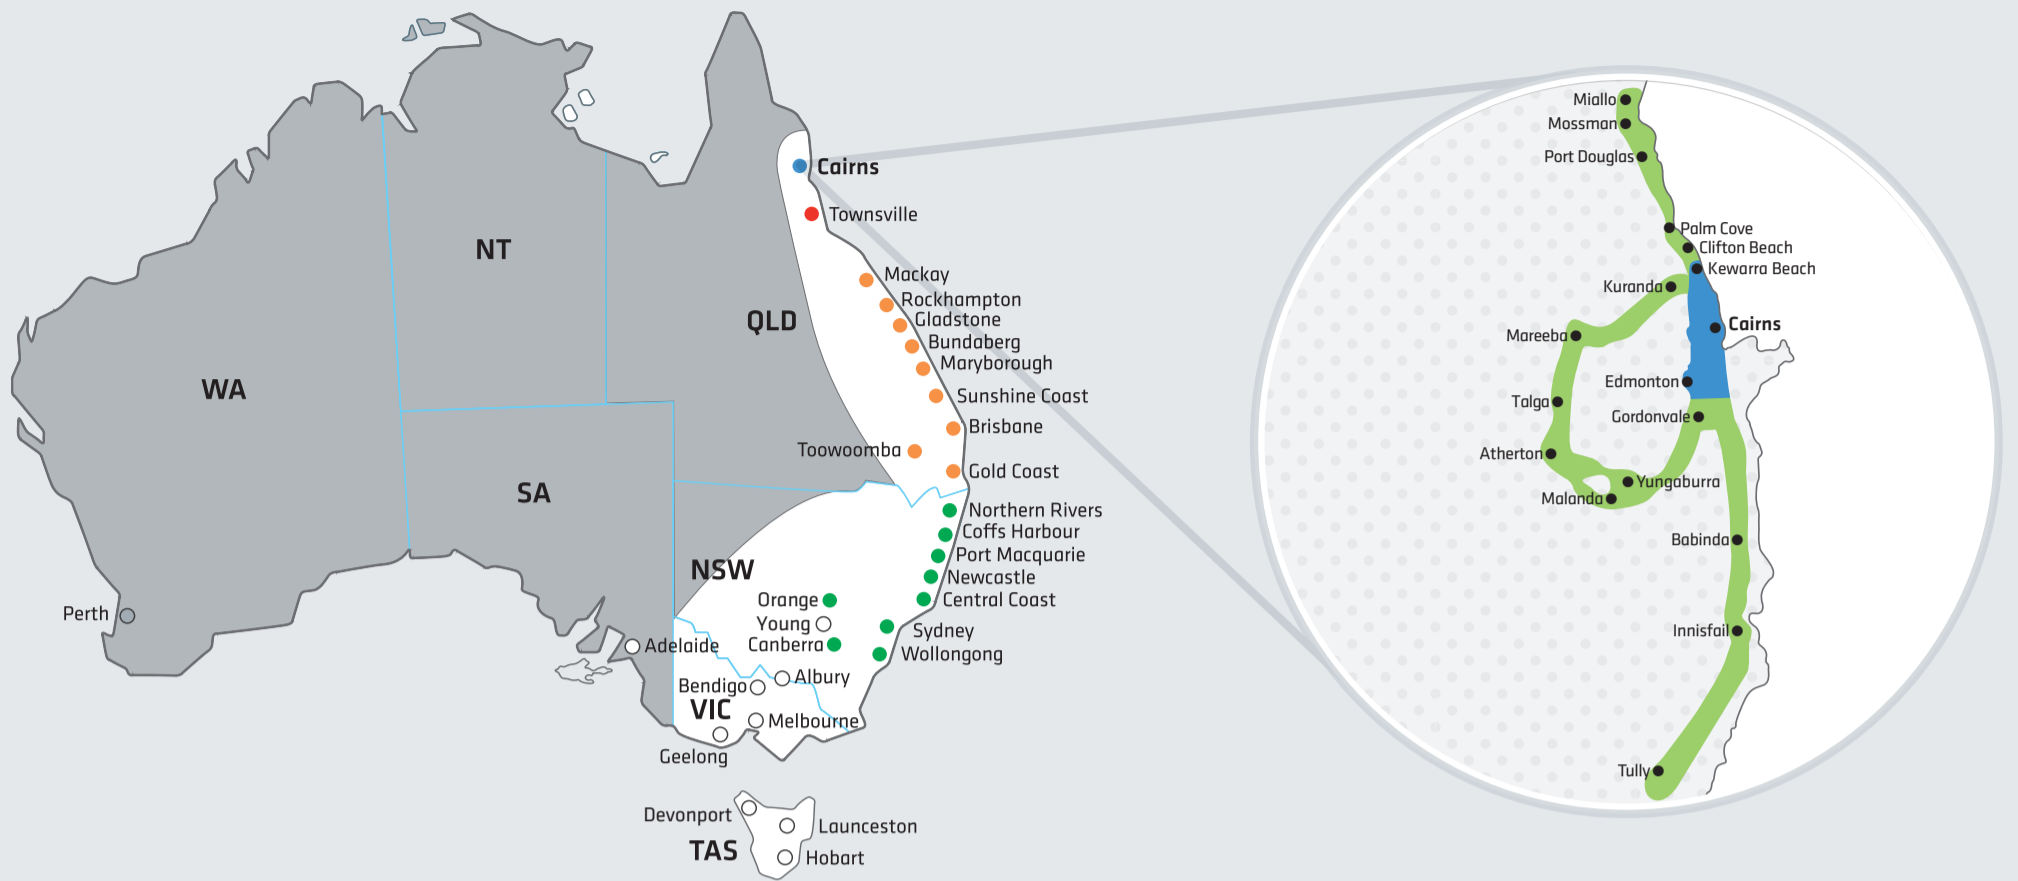 Cairns
Townsville
NT
Mackay
Rockhampton
Gladstone
QLD
Bundaberg
Maryborough
WA
Sunshine Coast
Brisbane
Toowoomba
Gold Coast
SA
Northern Rivers
Coffs Harbour
Port Macquarie
NSW
Newcastle
Orange
Central Coast
Perth
Young
Sydney
Canberra
Adelaide
Wollongong
Albury
Bendigo
VIC
Melbourne
Geelong
Devonport
Launceston
TAS
Hobart
Miallo
Mossman
Port Douglas
Palm Cove
Clifton Beach
Kewarra Beach
Kuranda
Cairns
Mareeba
Edmonton
Talga
Gordonvale
Atherton
Yungaburra
Malanda
Babinda
Innisfail
Tully